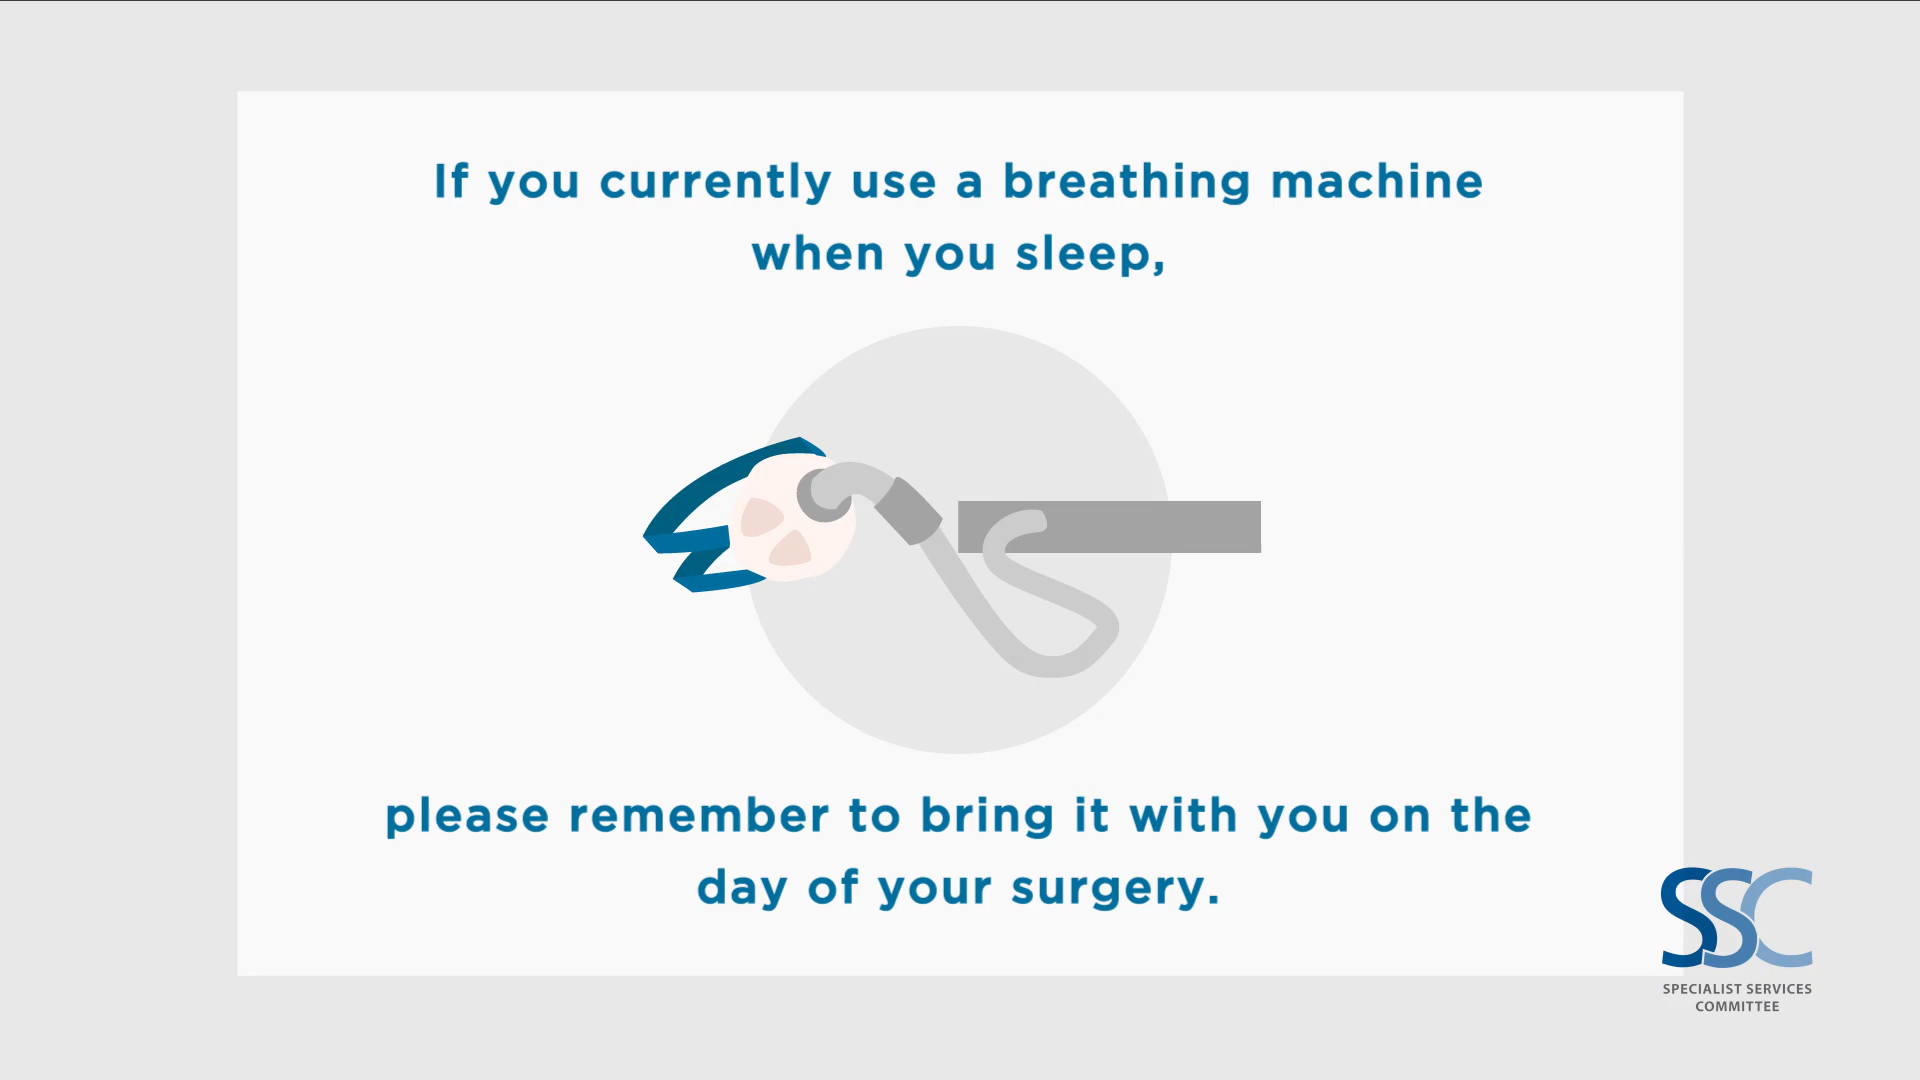 If you currently use a breathing machine
when you sleep,
please remember to bring it with you on the
day of your surgery.
SSC
SPECIALIST SERVICES
COMMITTEE